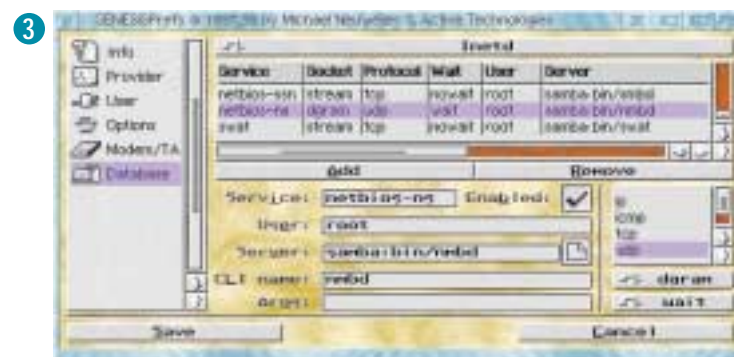 3
GENESiSPrefs
by Michael Neuweiler & Active Technologies
Info
Provider
User
Options
Modem/TA
Database
Inetd
Service Socket Protocol Wait User Server
netbios-ssn stream tcp nowait root samba:bin/smbd
netbios-ns dgram udp wait root samba:bin/nmbd
swat stream tcp nowait root samba:bin/swat
Add Remove
Service: netbios-ns Enabled:
ip
icmp
tcp
udp
User: root
Server: samba:bin/nmbd
CLI name: nmbd dgram
Args: wait
Save Cancel